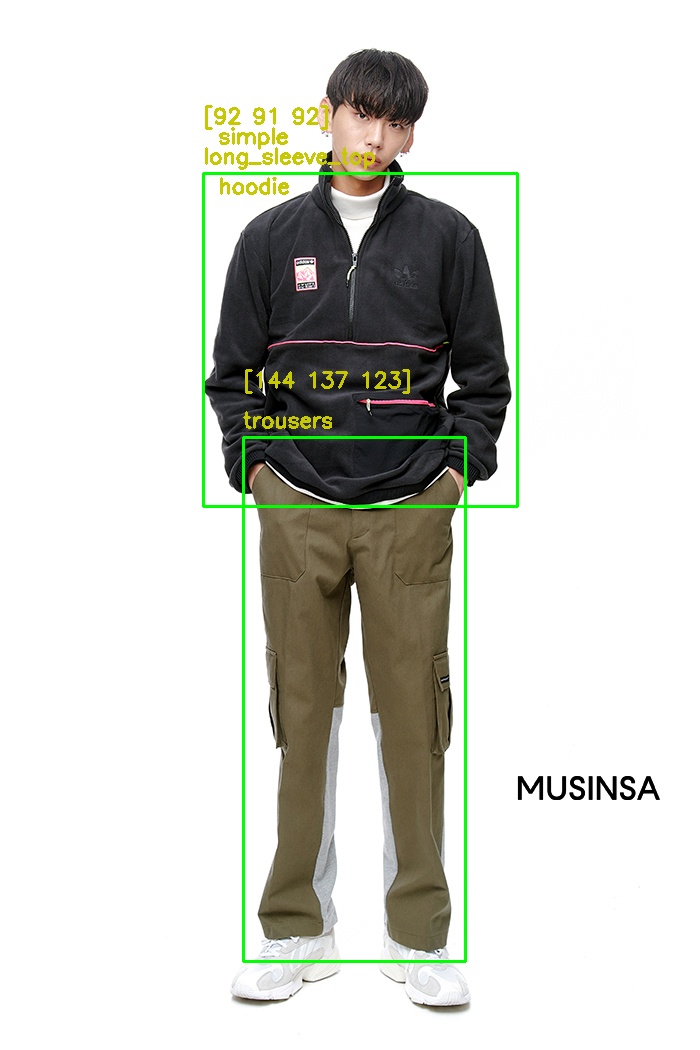 [92 91 92]
simple
long_sleeve_top
hoodie
[144 137 123]
trousers
MUSINSA